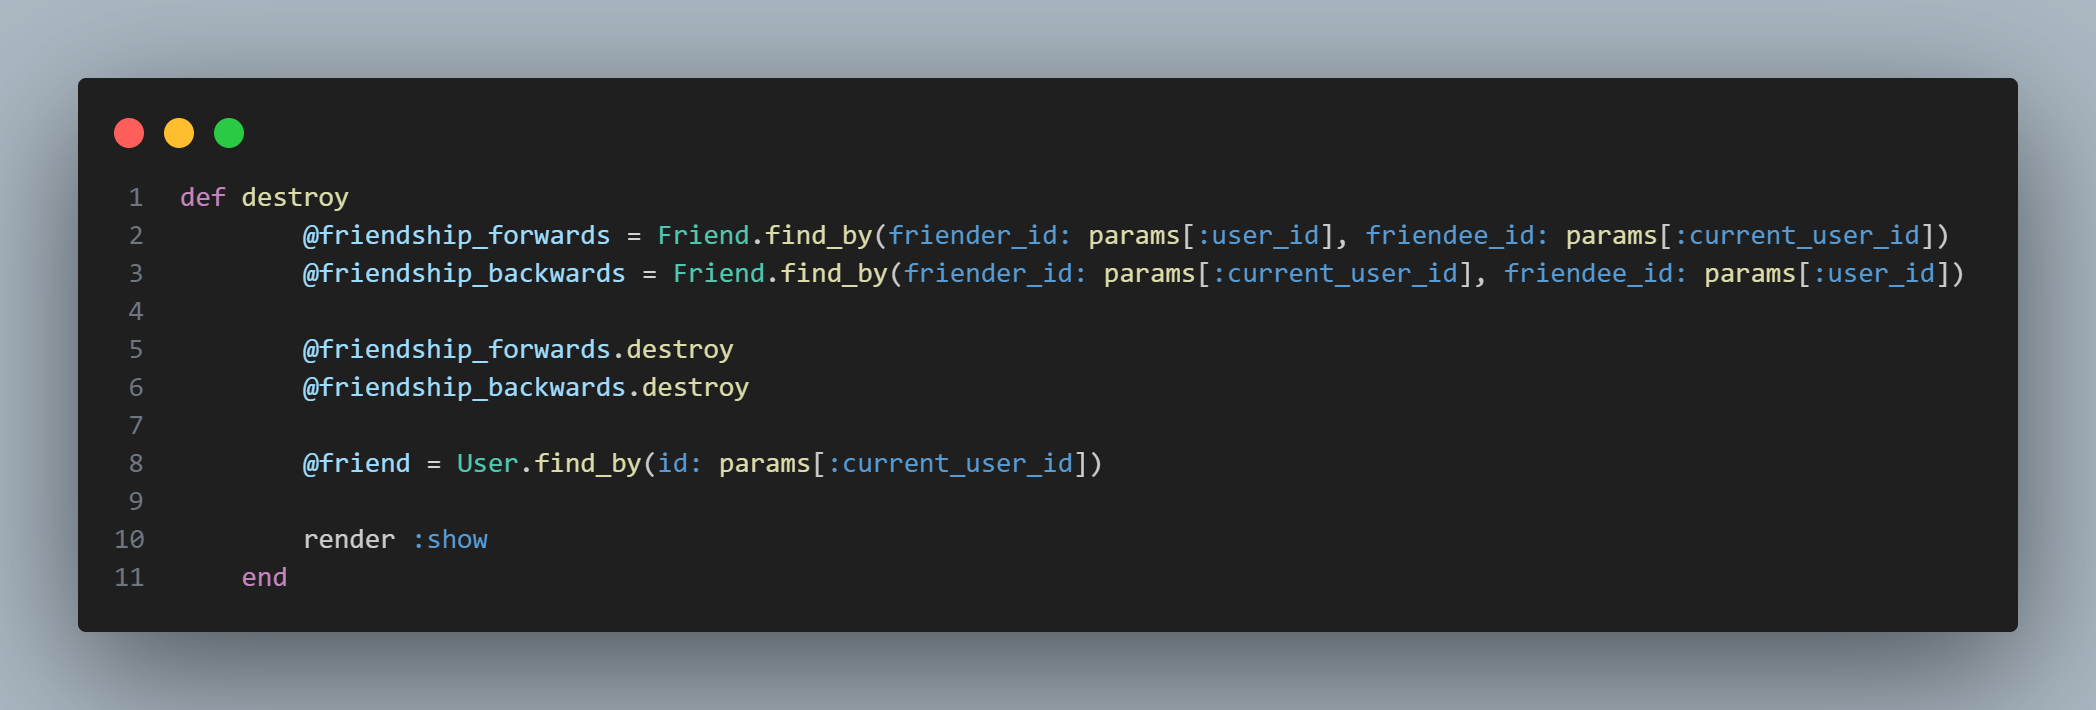 1 def destroy
2 @friendship_forwards = Friend.find_by(friender_id: params[:user_id], friendee_id: params[:current_user_id])
3 @friendship_backwards = Friend.find_by(friender_id: params[:current_user_id], friendee_id: params[:user_id])
4
5 @friendship_forwards.destroy
6 @friendship_backwards.destroy
7
8 @friend = User.find_by(id: params[:current_user_id])
9
10 render :show
11 end